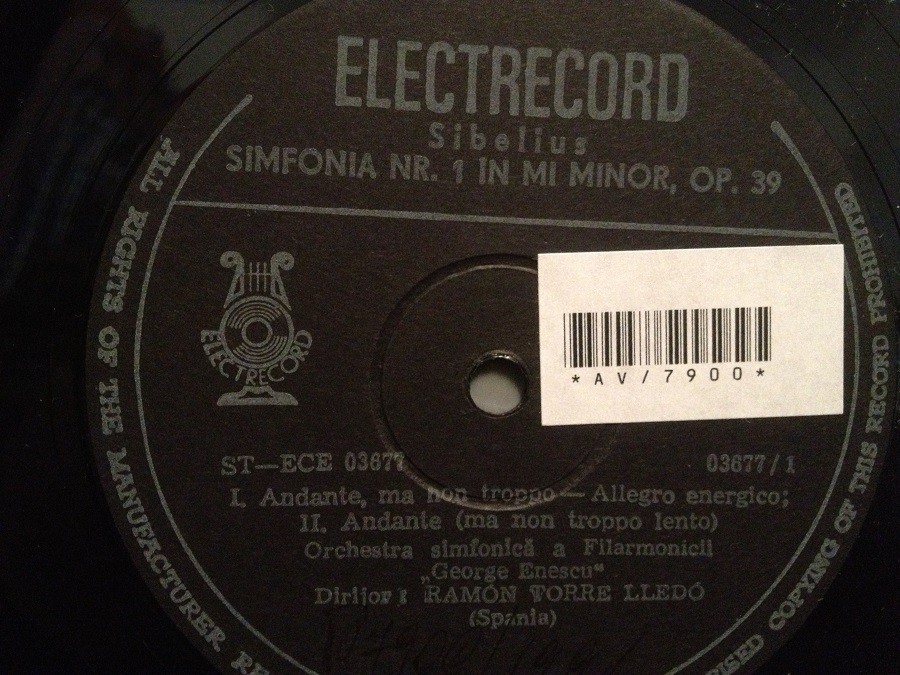 ELECTRECORD
Sibelius
SIMFONIA NR. 1 ÎN MI MINOR, OP. 39
ELECTRECORD
*AV/7900*
ST—ECE 03677
03677/1
I. Andante, ma non troppo — Allegro energico;
II. Andante (ma non troppo lento)
Orchestra simfonică a Filarmonicii
„George Enescu“
Dirijor: RAMÓN TORRE LLEDÓ
(Spania)
ALL RIGHTS OF THE MANUFACTURER
COPYING OF THIS RECORD PROHIBITED